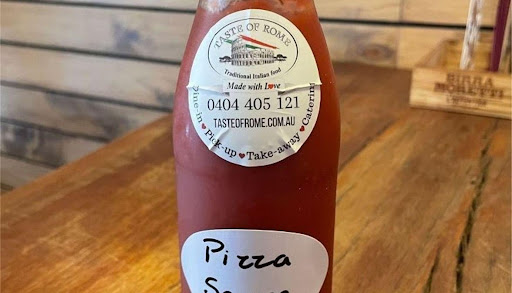 TASTE OF ROME
Traditional Italian food
Made with Love
0404 405 121
TASTEOFROME.COM.AU
Dine-in ♥ Pick-up ♥ Take-away ♥ Catering
Pizza
Sauce
BIRRA
MORETTI